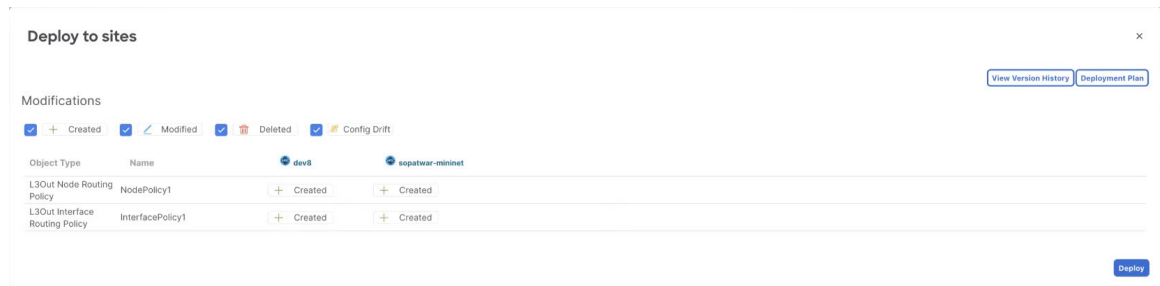 Deploy to sites
View Version History Deployment Plan
Modifications
Created Modified Deleted Config Drift
Object Type Name dev8 sopatwar-mininet
L3Out Node Routing
Policy NodePolicy1 Created Created
L3Out Interface
Routing Policy InterfacePolicy1 Created Created
Deploy